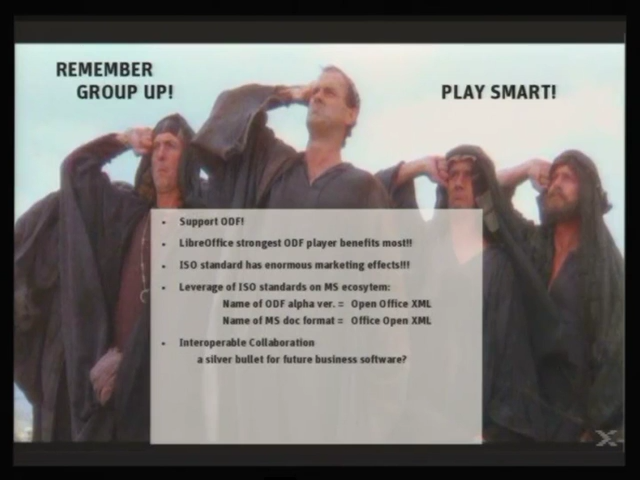 REMEMBER
GROUP UP!
PLAY SMART!
• Support ODF!
• LibreOffice strongest ODF player benefits most!!
• ISO standard has enormous marketing effects!!!
• Leverage of ISO standards on MS ecosytem:
Name of ODF alpha ver. = Open Office XML
Name of MS doc format = Office Open XML
• Interoperable Collaboration
a silver bullet for future business software?